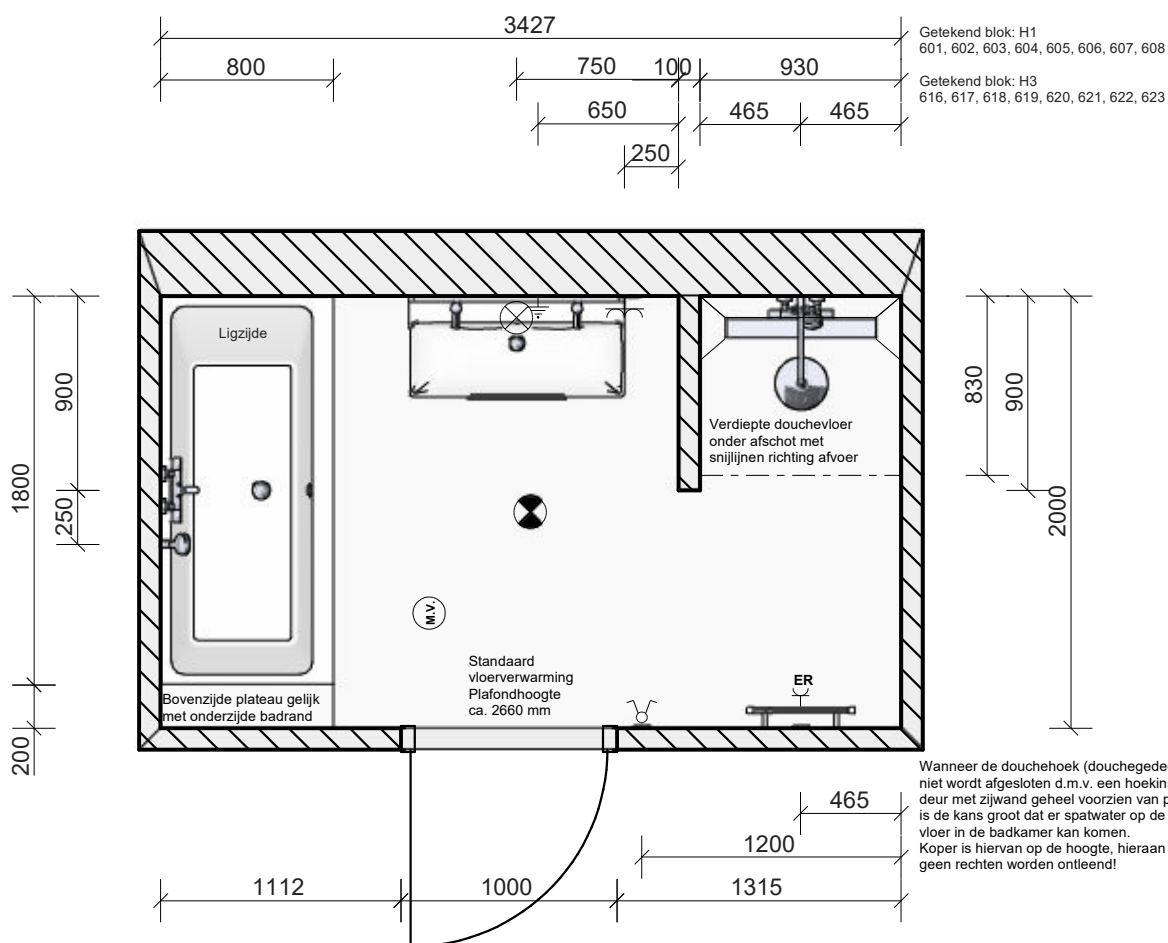 3427
Getekend blok: H1
601, 602, 603, 604, 605, 606, 607, 608
800
750
100
930
Getekend blok: H3
616, 617, 618, 619, 620, 621, 622, 623
650
465
465
250
Ligzijde
900
1800
250
200
830
900
2000
Verdiepte douchevloer
onder afschot met
snijlijnen richting afvoer
M.V.
Standaard
vloerverwarming
Plafondhoogte
ca. 2660 mm
ER
Bovenzijde plateau gelijk
met onderzijde badrand
Wanneer de douchehoek (douchegedee
niet wordt afgesloten d.m.v. een hoekin
deur met zijwand geheel voorzien van p
is de kans groot dat er spatwater op de
vloer in de badkamer kan komen.
Koper is hiervan op de hoogte, hieraan
geen rechten worden ontleend!
465
1200
1112
1000
1315